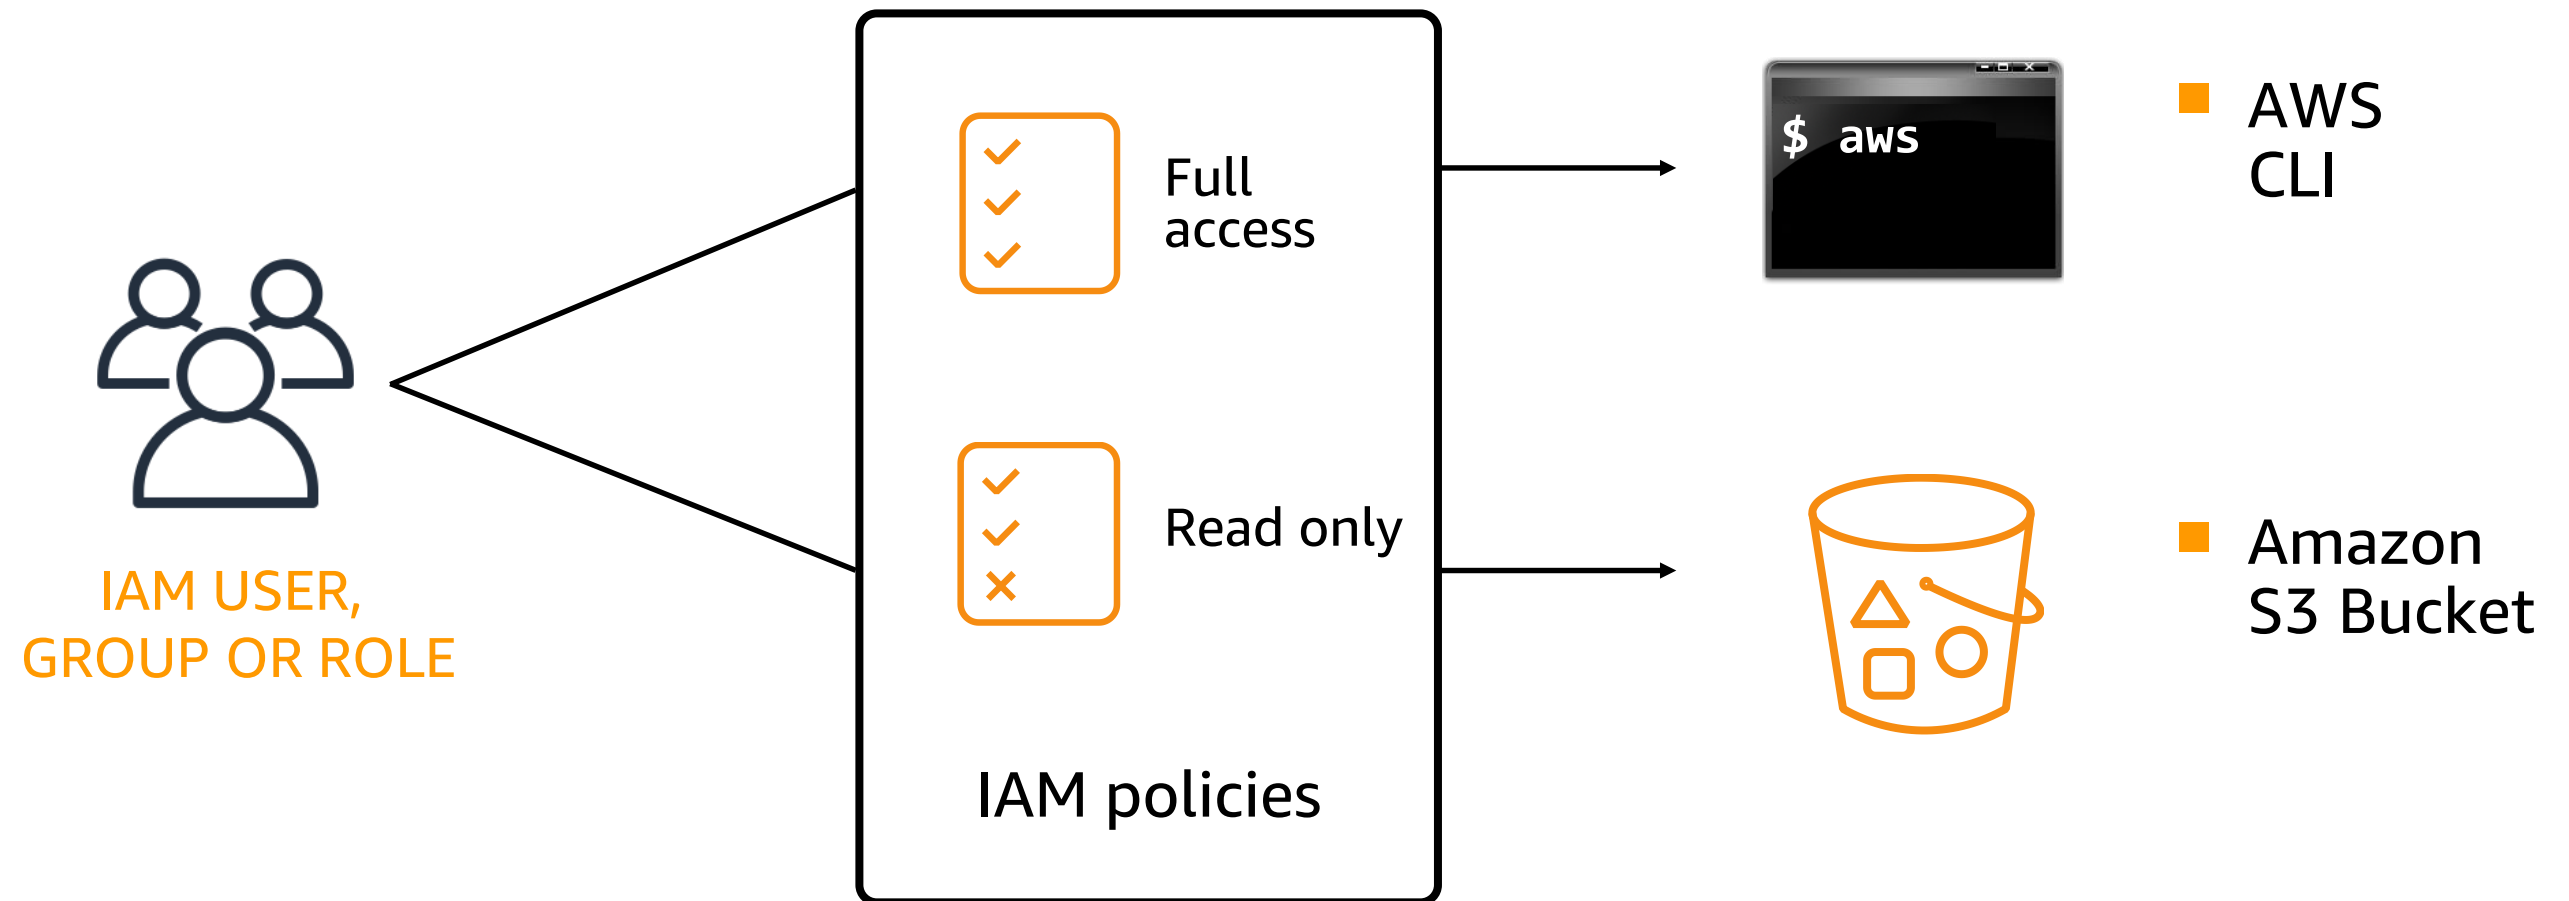 IAM USER,
GROUP OR ROLE
Full
access
Read only
IAM policies
$ aws
AWS
CLI
Amazon
S3 Bucket